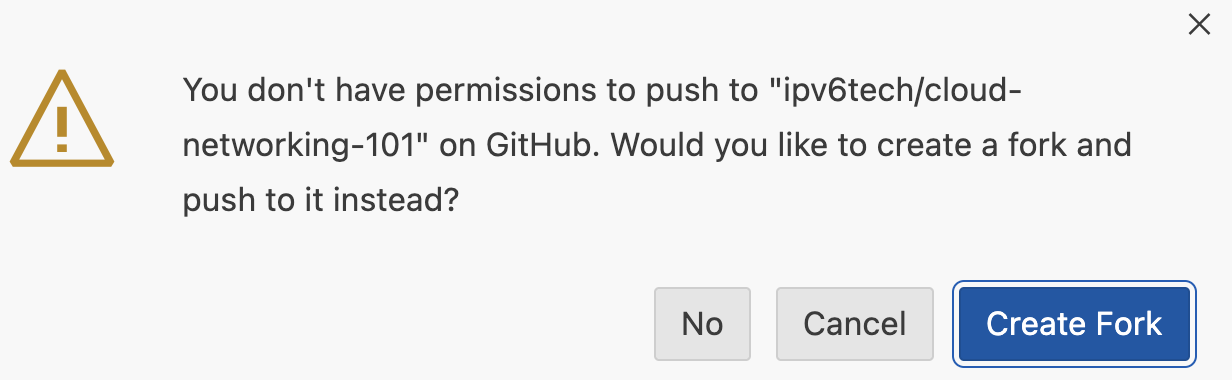 You don't have permissions to push to "ipv6tech/cloud-
networking-101" on GitHub. Would you like to create a fork and
push to it instead?
No
Cancel
Create Fork